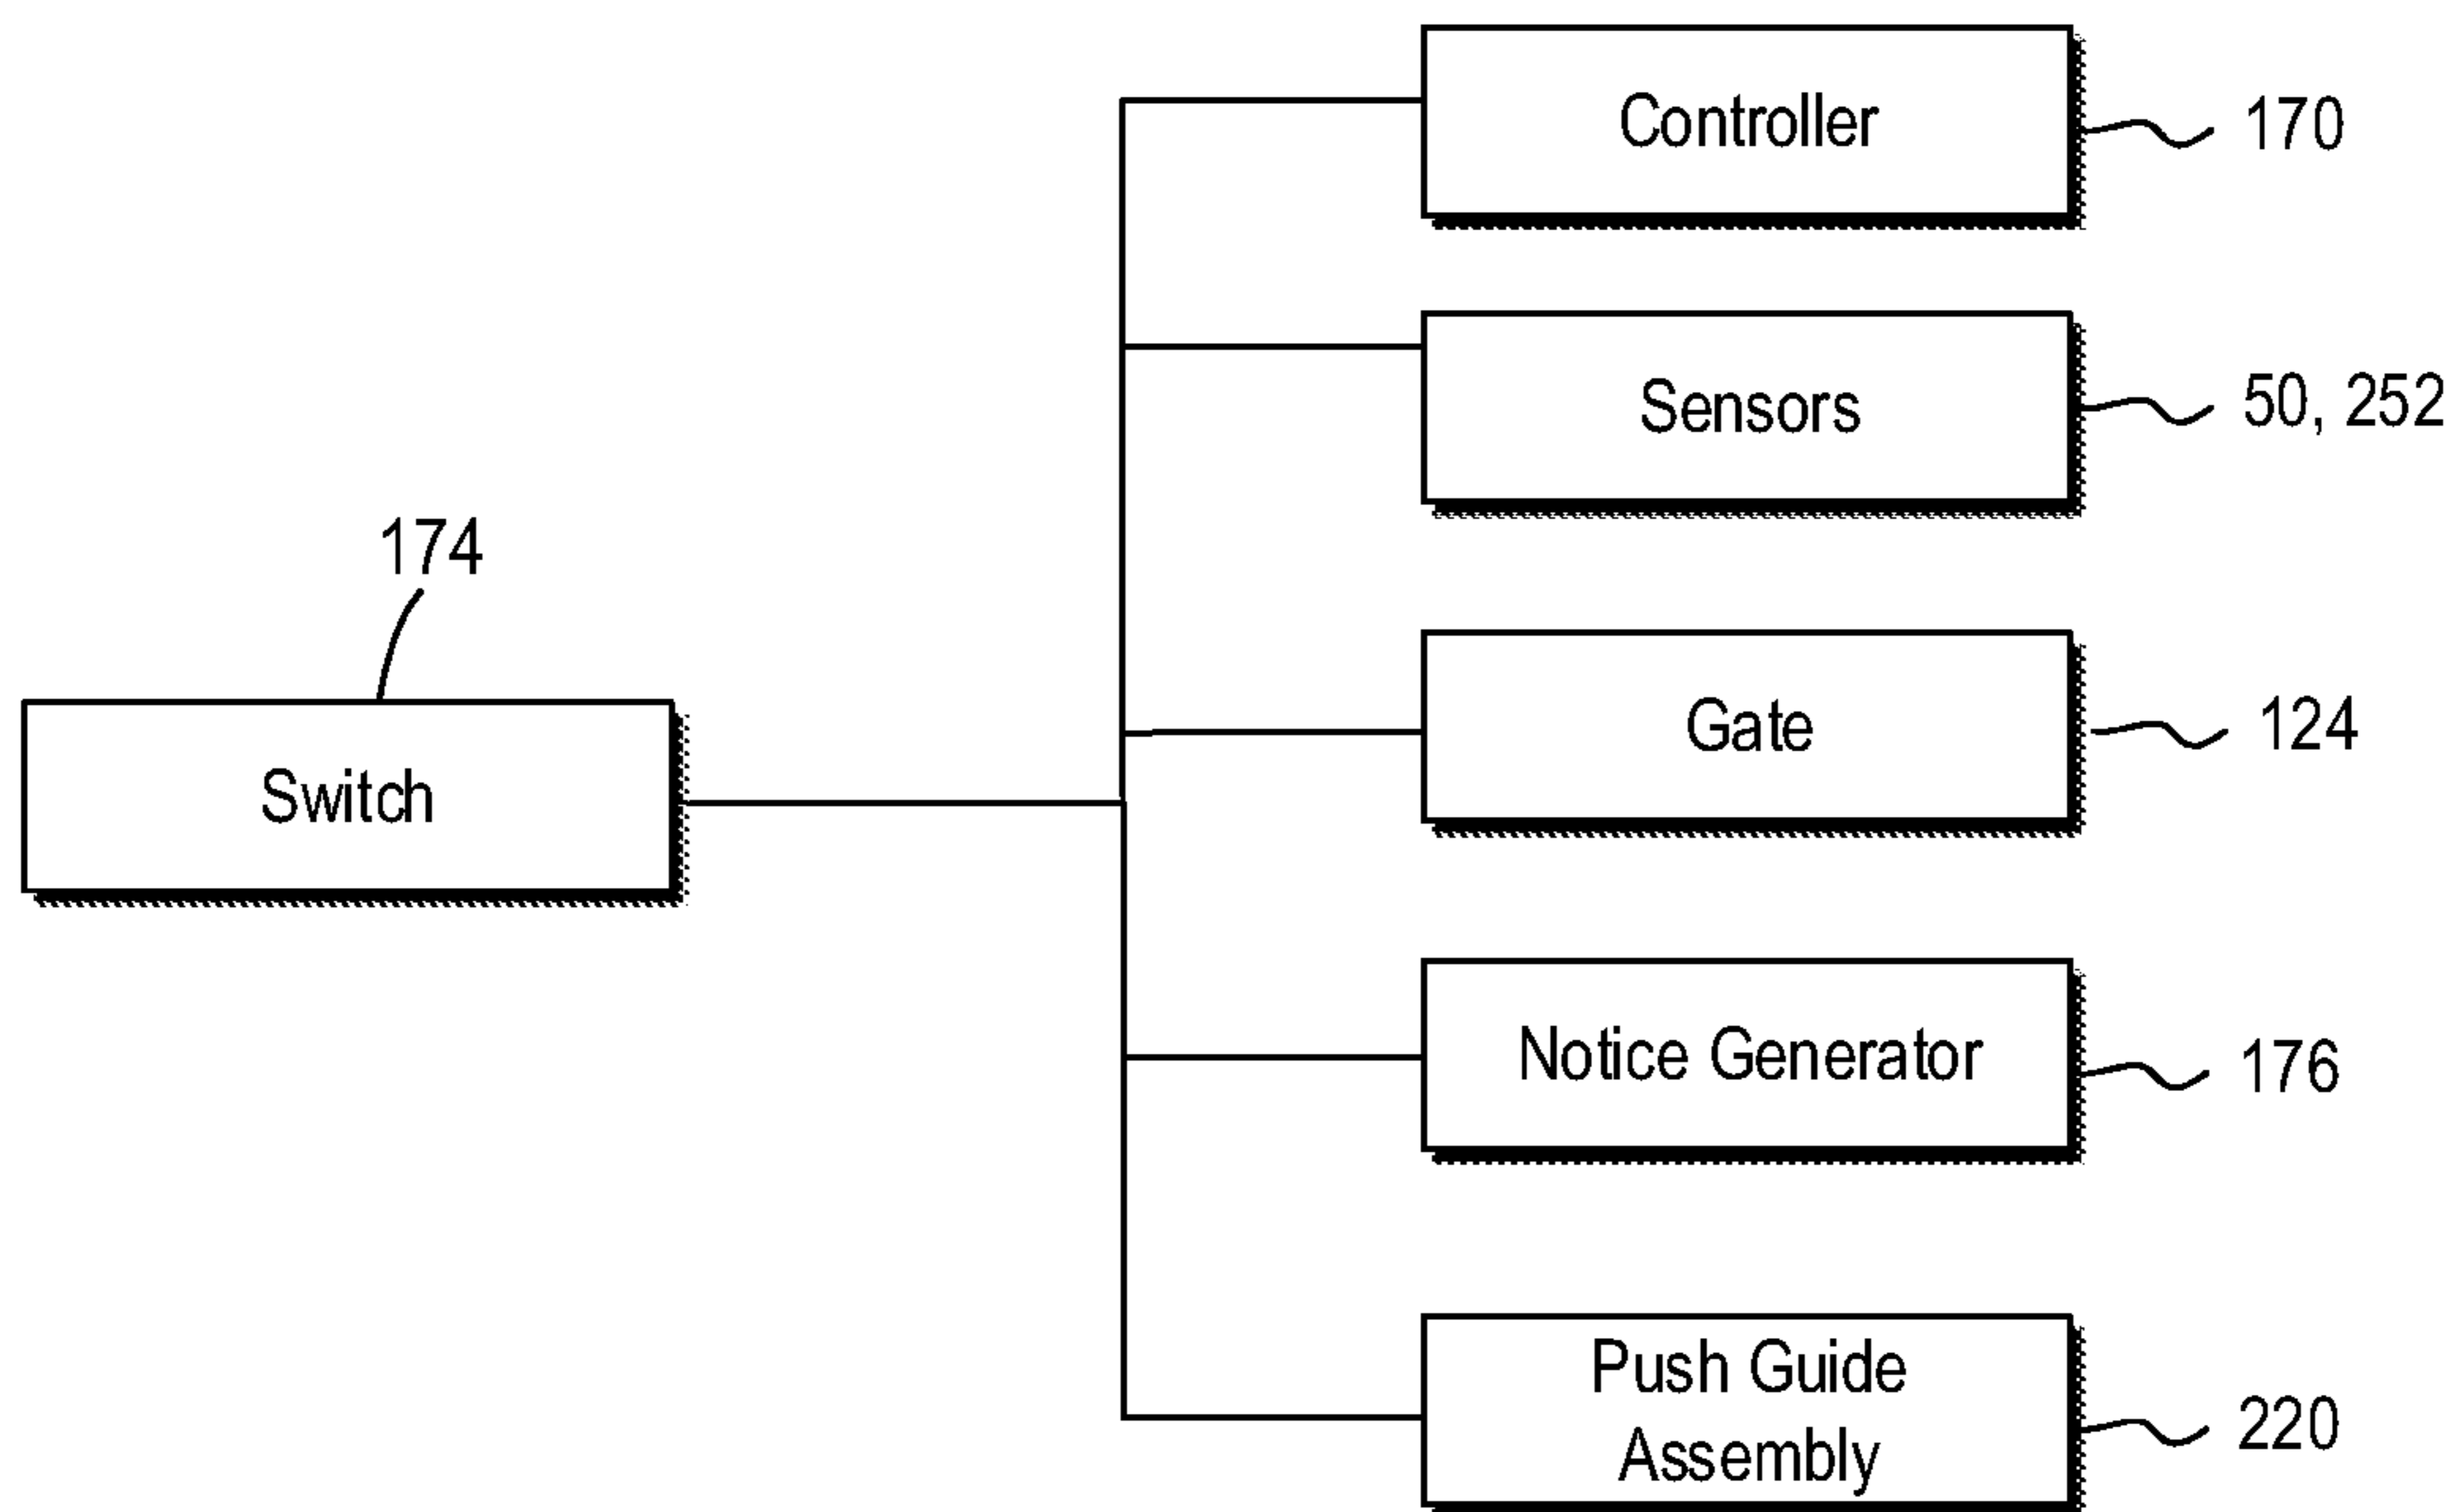 Controller
170
Sensors
50, 252
174
Switch
Gate
124
Notice Generator
176
Push Guide
Assembly
220